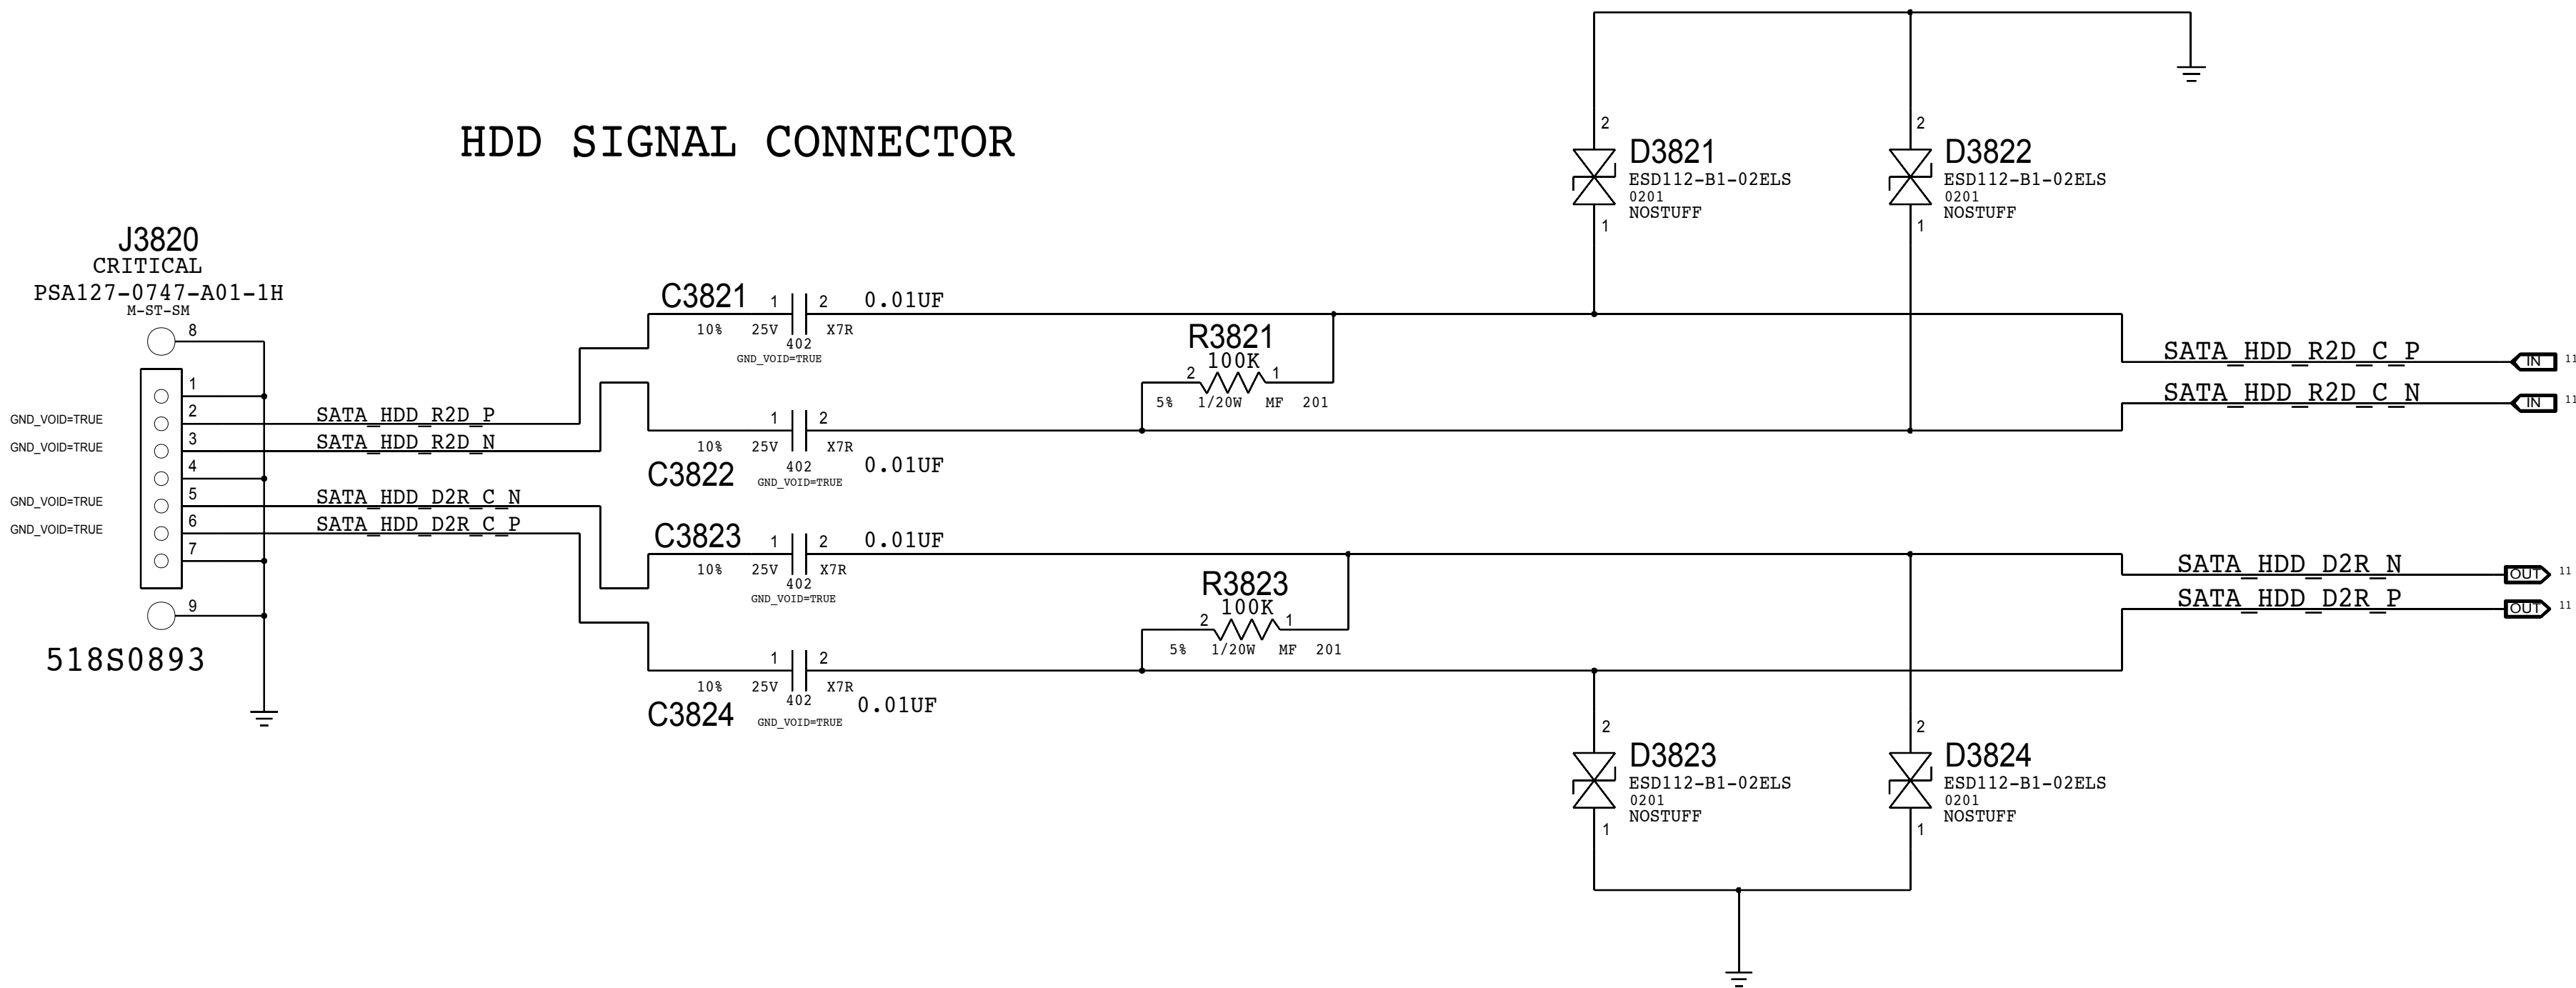 HDD SIGNAL CONNECTOR
2
D3821
ESD112-B1-02ELS
0201
NOSTUFF
1
2
D3822
ESD112-B1-02ELS
0201
NOSTUFF
1
J3820
CRITICAL
PSA127-0747-A01-1H
M-ST-SM
8
1
2
3
4
5
6
7
9
GND_VOID=TRUE
GND_VOID=TRUE
GND_VOID=TRUE
GND_VOID=TRUE
518S0893
SATA_HDD_R2D_P
SATA_HDD_R2D_N
SATA_HDD_D2R_C_N
SATA_HDD_D2R_C_P
C3821 1 2 0.01UF
10% 25V X7R
402
GND_VOID=TRUE
R3821
100K
2 1
5% 1/20W MF 201
1 2
10% 25V X7R
C3822 402 0.01UF
GND_VOID=TRUE
SATA_HDD_R2D_C_P IN 11
SATA_HDD_R2D_C_N IN 11
C3823 1 2 0.01UF
10% 25V X7R
402
GND_VOID=TRUE
R3823
100K
2 1
5% 1/20W MF 201
1 2
10% 25V X7R
402 0.01UF
C3824 GND_VOID=TRUE
SATA_HDD_D2R_N OUT 11
SATA_HDD_D2R_P OUT 11
2
D3823
ESD112-B1-02ELS
0201
NOSTUFF
1
2
D3824
ESD112-B1-02ELS
0201
NOSTUFF
1